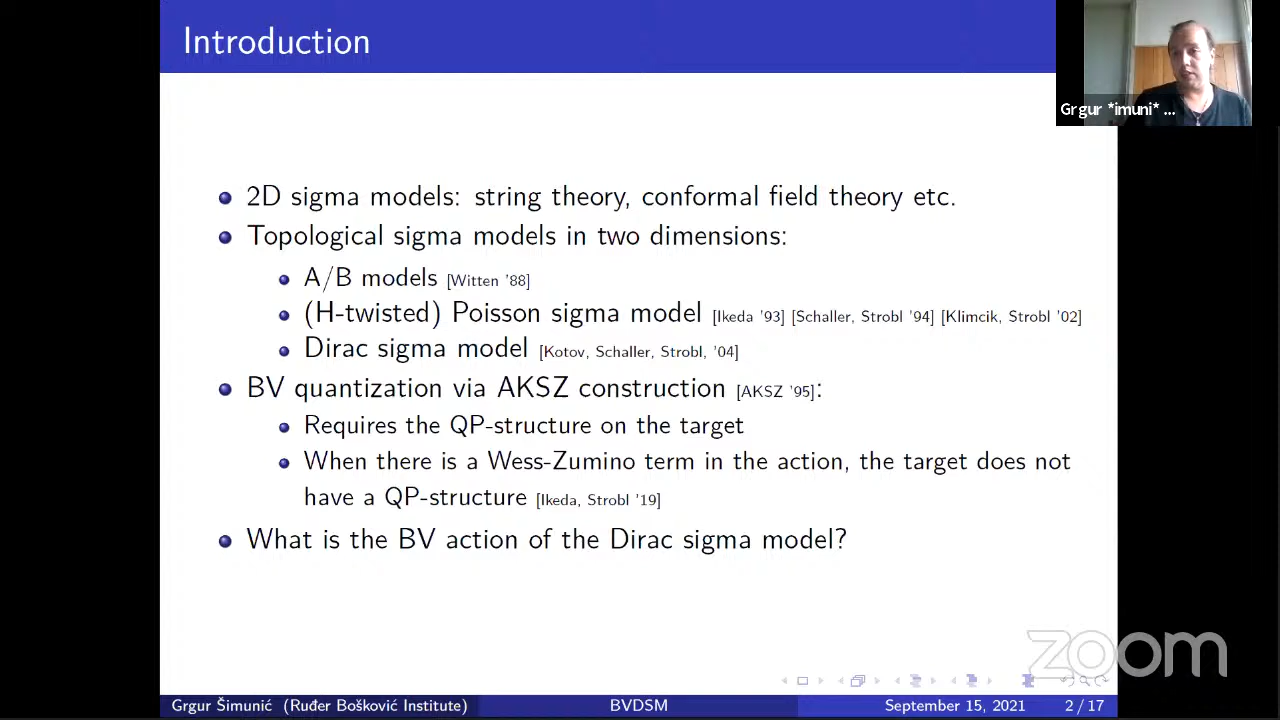 Introduction
Grgur *imuni* ...
2D sigma models: string theory, conformal field theory etc.
Topological sigma models in two dimensions:
A/B models [Witten '88]
(H-twisted) Poisson sigma model [Ikeda '93] [Schaller, Strobl '94] [Klimcik, Strobl '02]
Dirac sigma model [Kotov, Schaller, Strobl, '04]
BV quantization via AKSZ construction [AKSZ '95]:
Requires the QP-structure on the target
When there is a Wess-Zumino term in the action, the target does not
have a QP-structure [Ikeda, Strobl '19]
What is the BV action of the Dirac sigma model?
zoom
Grgur Šimunić (Ruđer Bošković Institute) BVDSM September 15, 2021 2 / 17